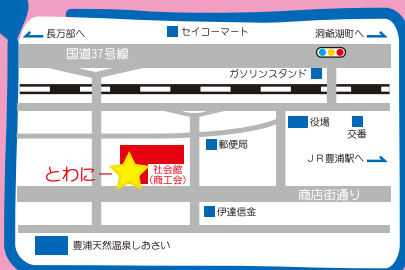 長万部へ
セイコーマート
洞爺湖町へ
国道37号線
ガソリンスタンド
役場
交番
郵便局
JR豊浦駅へ
とわにー
社会館
(商工会)
商店街通り
伊達信金
豊浦天然温泉しおさい